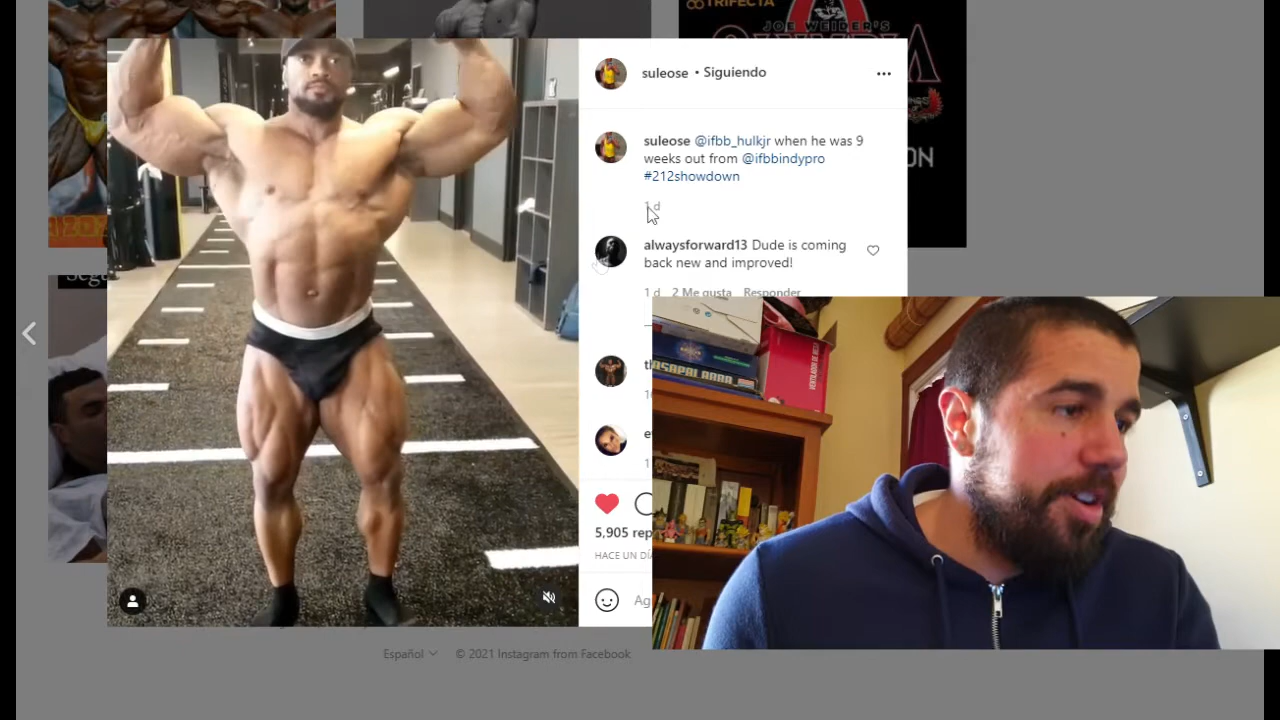 TRIFECTA
JOE WEIDER'S
suleose • Siguiendo
suleose @ifbb_hulkjr when he was 9
weeks out from @ifbbindypro
#212showdown
1 d
alwaysforward13 Dude is coming
back new and improved!
1 d 2 Me gusta Responder
5,905 rep
HACE UN DÍA
Ag
Español © 2021 Instagram from Facebook